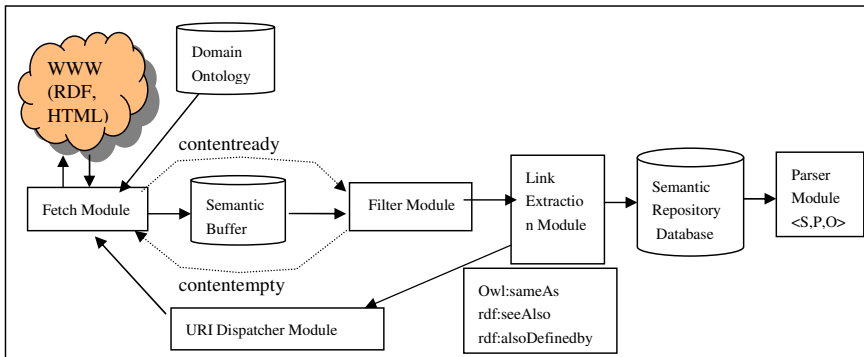 WWW
(RDF,
HTML)
Domain
Ontology
contentready
Fetch Module
Semantic
Buffer
Filter Module
Link
Extractio
n Module
Semantic
Repository
Database
Parser
Module
<S,P,O>
contentempty
URI Dispatcher Module
Owl:sameAs
rdf:seeAlso
rdf:alsoDefinedby